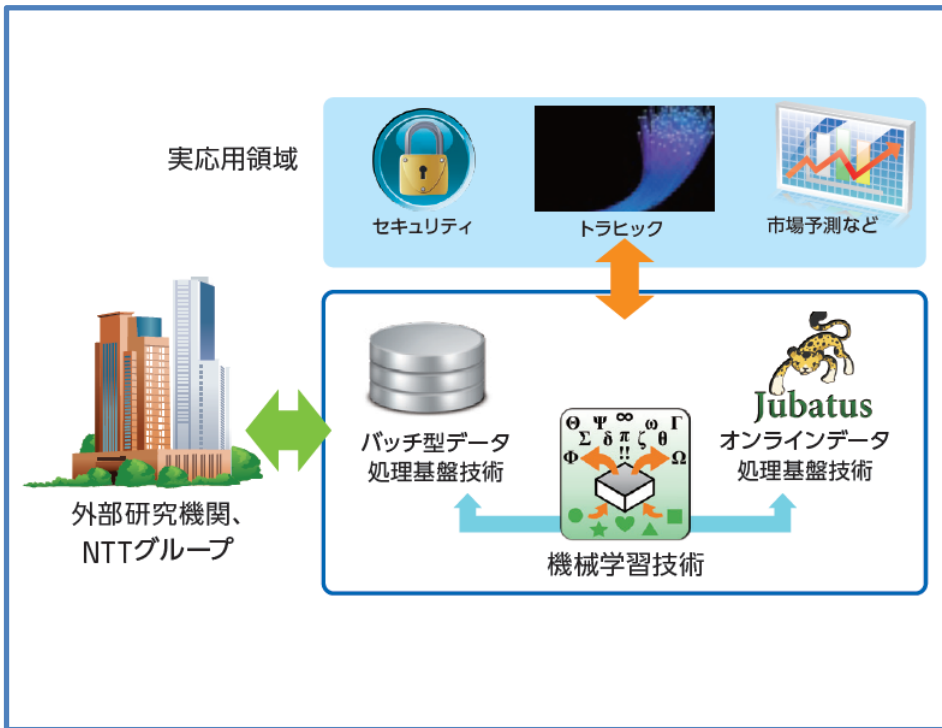 実応用領域
セキュリティ
トラヒック
市場予測など
Jubatus
バッチ型データ
処理基盤技術
オンラインデータ
処理基盤技術
Θ Ψ ∞ ω Γ
Σ δ π ζ θ
Φ !! Ω
機械学習技術
外部研究機関、
NTTグループ